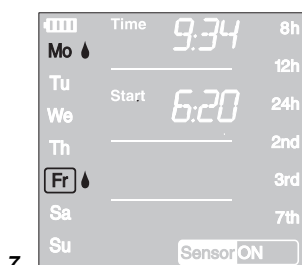 Time 9:34 8h
Mo
12h
Tu
Start 6:20 24h
We
Th 2nd
Fr 3rd
Sa 7th
Su Sensor ON
7.